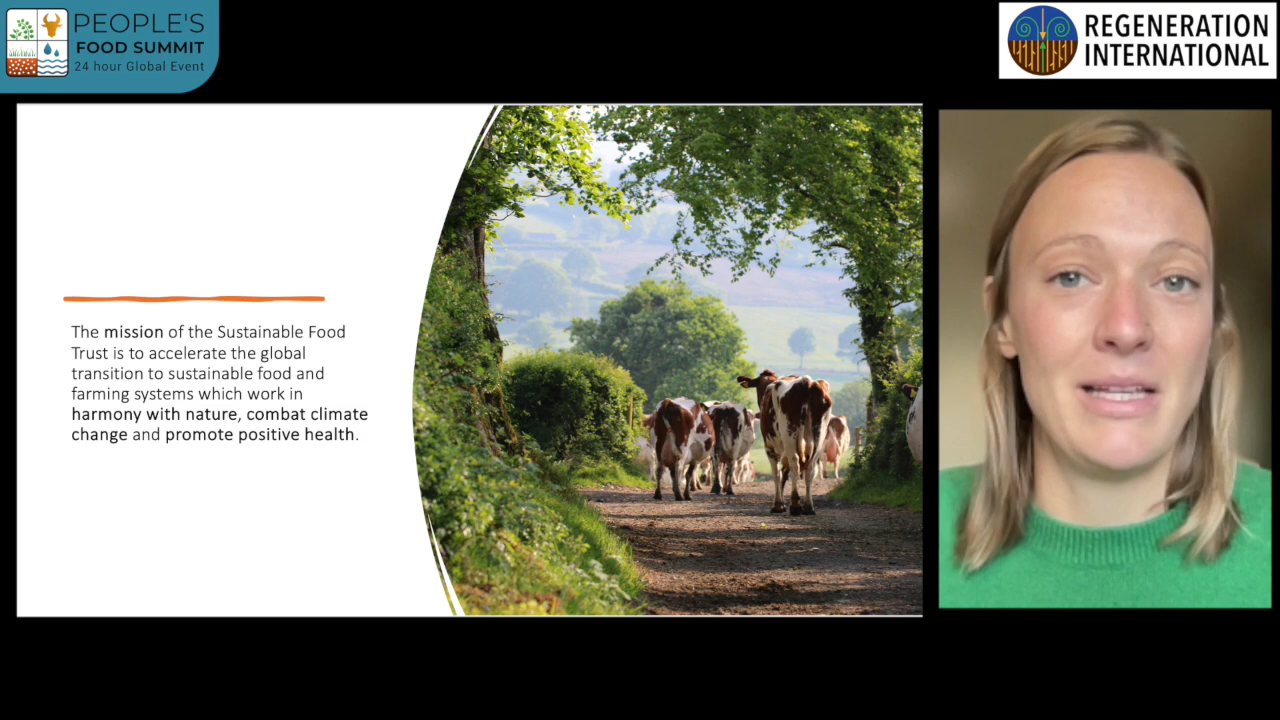 PEOPLE'S
FOOD SUMMIT
24 hour Global Event
REGENERATION
INTERNATIONAL
The mission of the Sustainable Food
Trust is to accelerate the global
transition to sustainable food and
farming systems which work in
harmony with nature, combat climate
change and promote positive health.